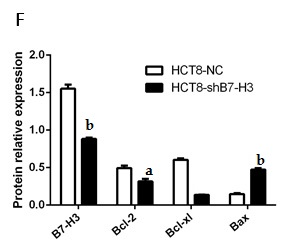 F
HCT8-NC
HCT8-shB7-H3
Protein relative expression
2.0
1.5
1.0
0.5
0.0
b
a
b
B7-H3
Bcl-2
Bcl-xl
Bax